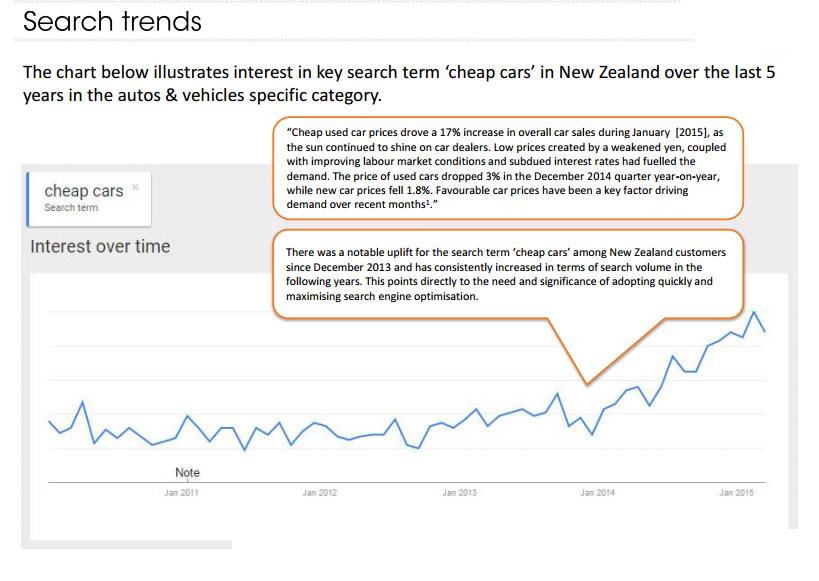 Search trends
The chart below illustrates interest in key search term ‘cheap cars’ in New Zealand over the last 5
years in the autos & vehicles specific category.
“Cheap used car prices drove a 17% increase in overall car sales during January [2015], as
the sun continued to shine on car dealers. Low prices created by a weakened yen, coupled
with improving labour market conditions and subdued interest rates had fuelled the
demand. The price of used cars dropped 3% in the December 2014 quarter year-on-year,
while new car prices fell 1.8%. Favourable car prices have been a key factor driving
demand over recent months¹.”
cheap cars ×
Search term
Interest over time
There was a notable uplift for the search term ‘cheap cars’ among New Zealand customers
since December 2013 and has consistently increased in terms of search volume in the
following years. This points directly to the need and significance of adopting quickly and
maximising search engine optimisation.
Note
Jan 2011 Jan 2012 Jan 2013 Jan 2014 Jan 2015